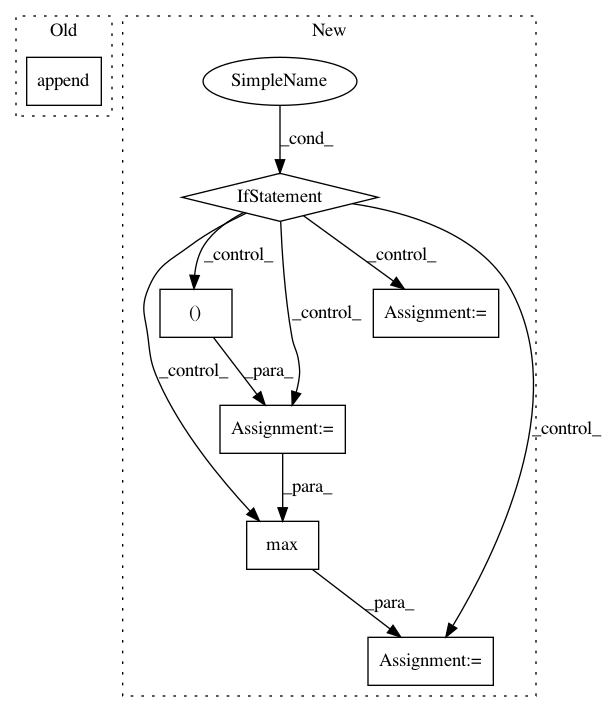 Old
New
append
SimpleName
_cond_
IfStatement
_control_
_control_
_control_
()
Assignment:=
_control_
_para_
_control_
Assignment:=
_para_
max
_para_
Assignment:=